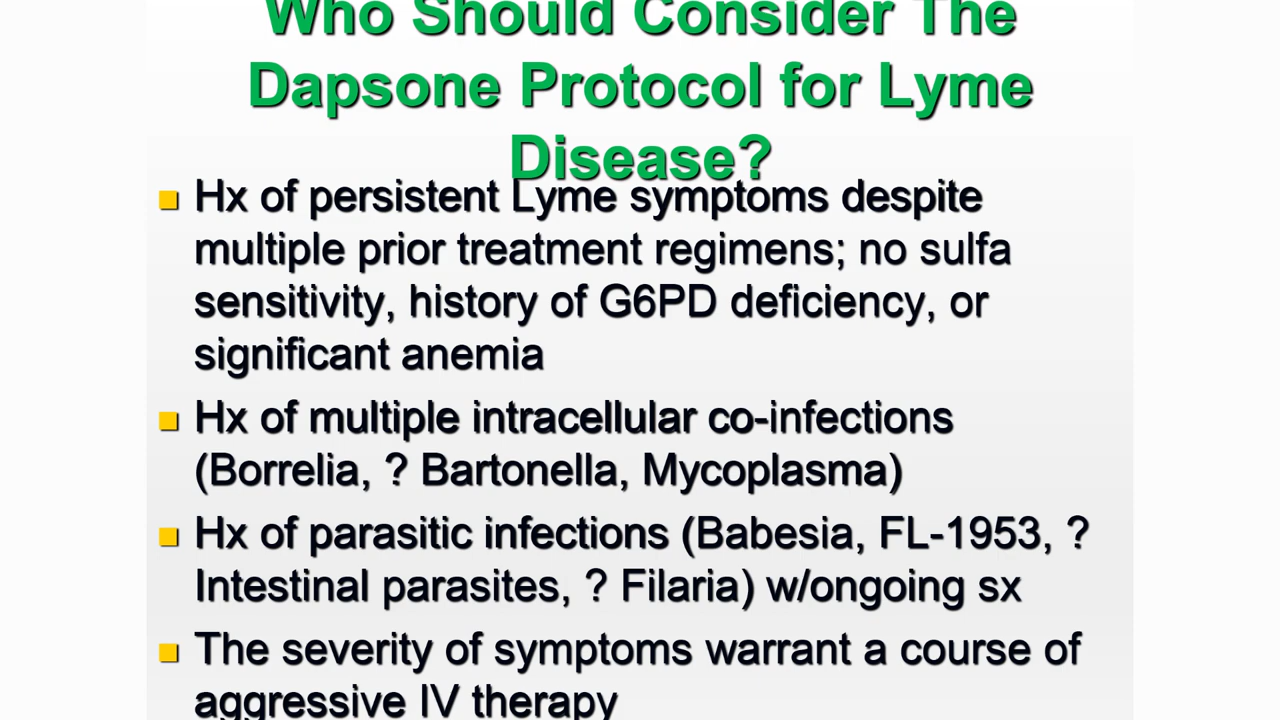 Who Should Consider The
Dapsone Protocol for Lyme
Disease?
Hx of persistent Lyme symptoms despite
multiple prior treatment regimens; no sulfa
sensitivity, history of G6PD deficiency, or
significant anemia
Hx of multiple intracellular co-infections
(Borrelia, ? Bartonella, Mycoplasma)
Hx of parasitic infections (Babesia, FL-1953, ?
Intestinal parasites, ? Filaria) w/ongoing sx
The severity of symptoms warrant a course of
aggressive IV therapy